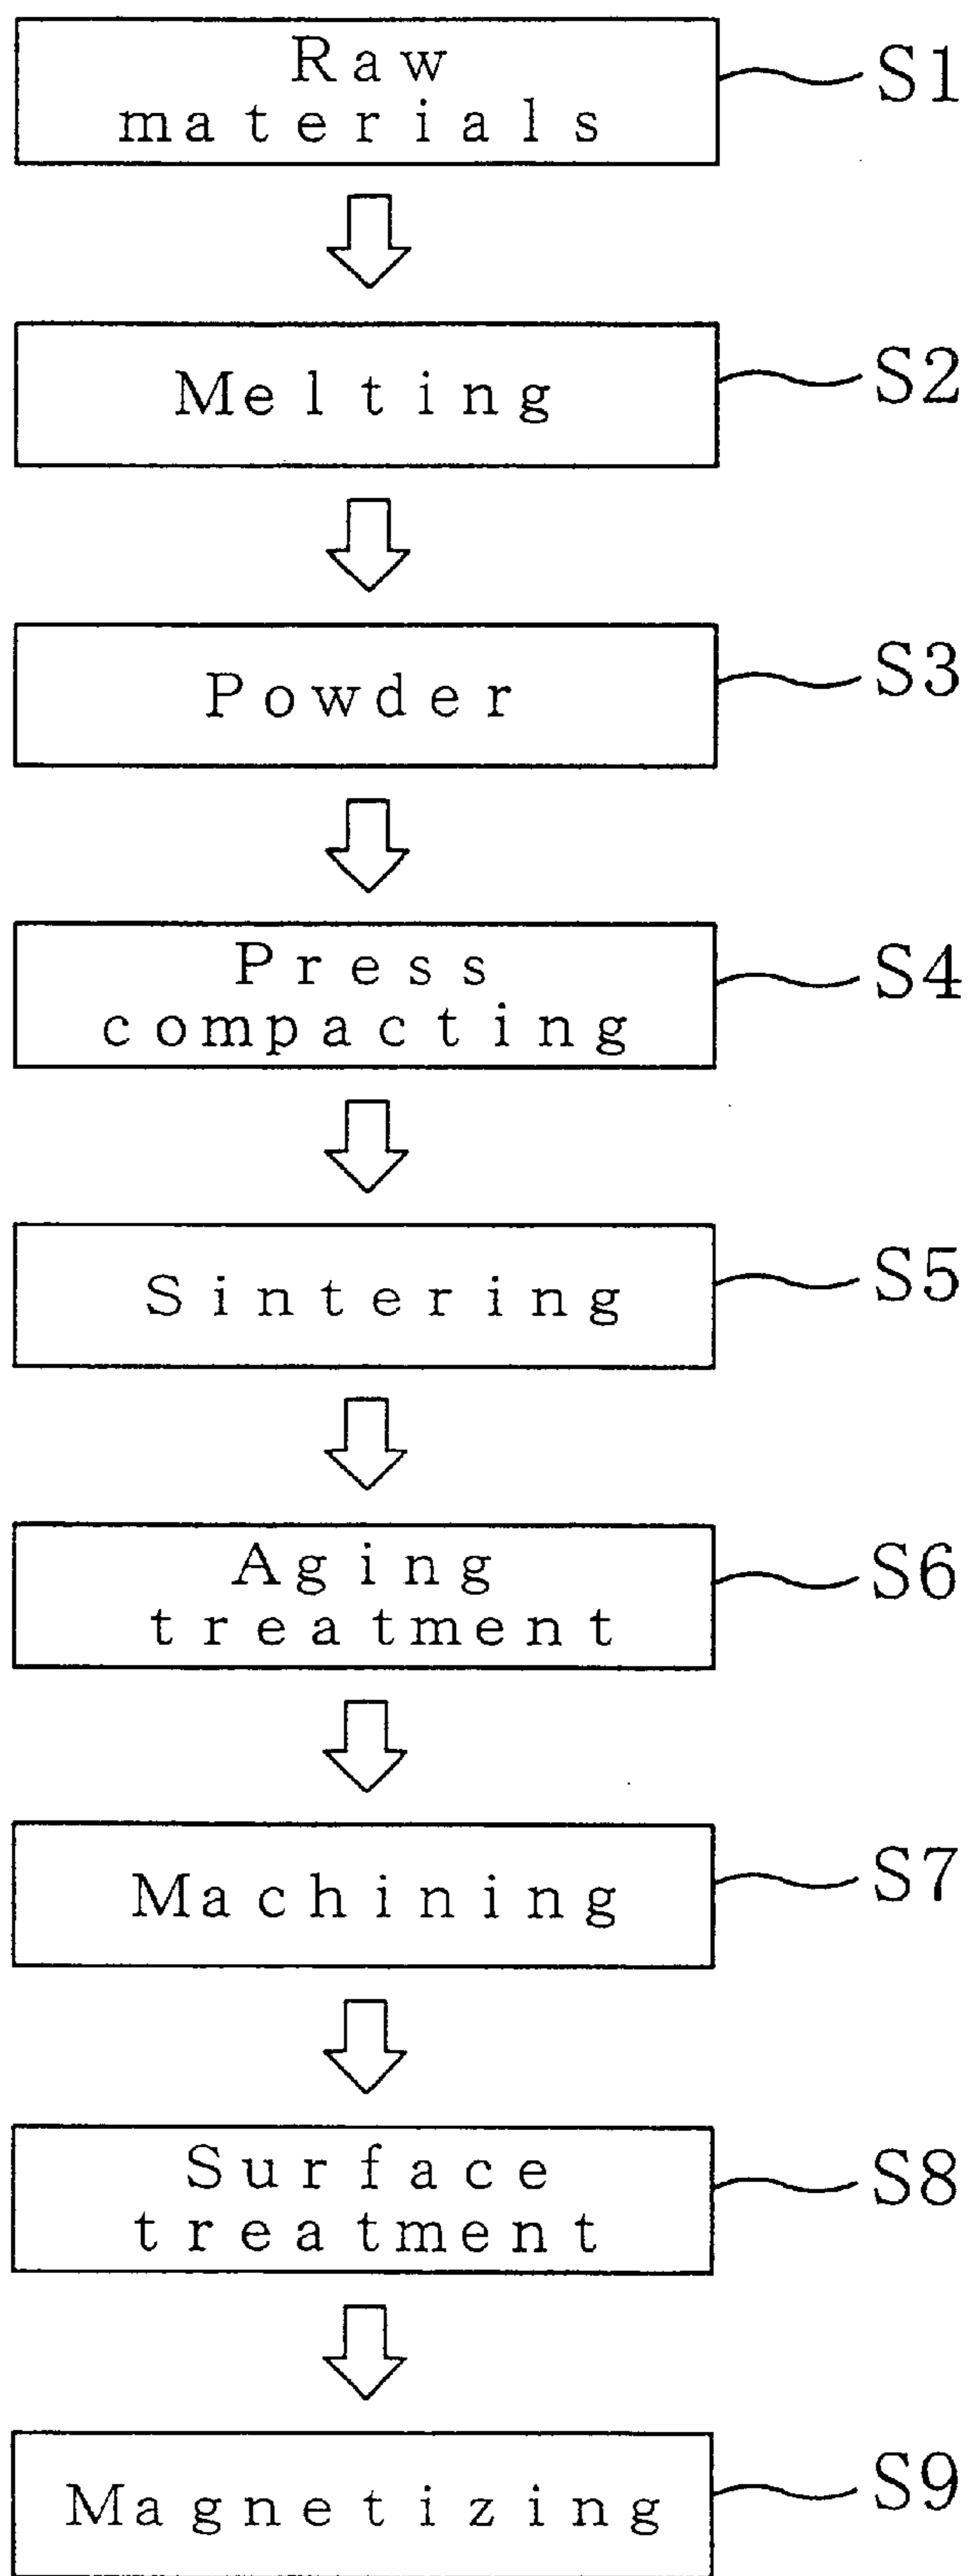 Raw
materials
S1
Melting
S2
Powder
S3
Press
compacting
S4
Sintering
S5
Aging
treatment
S6
Machining
S7
Surface
treatment
S8
Magnetizing
S9